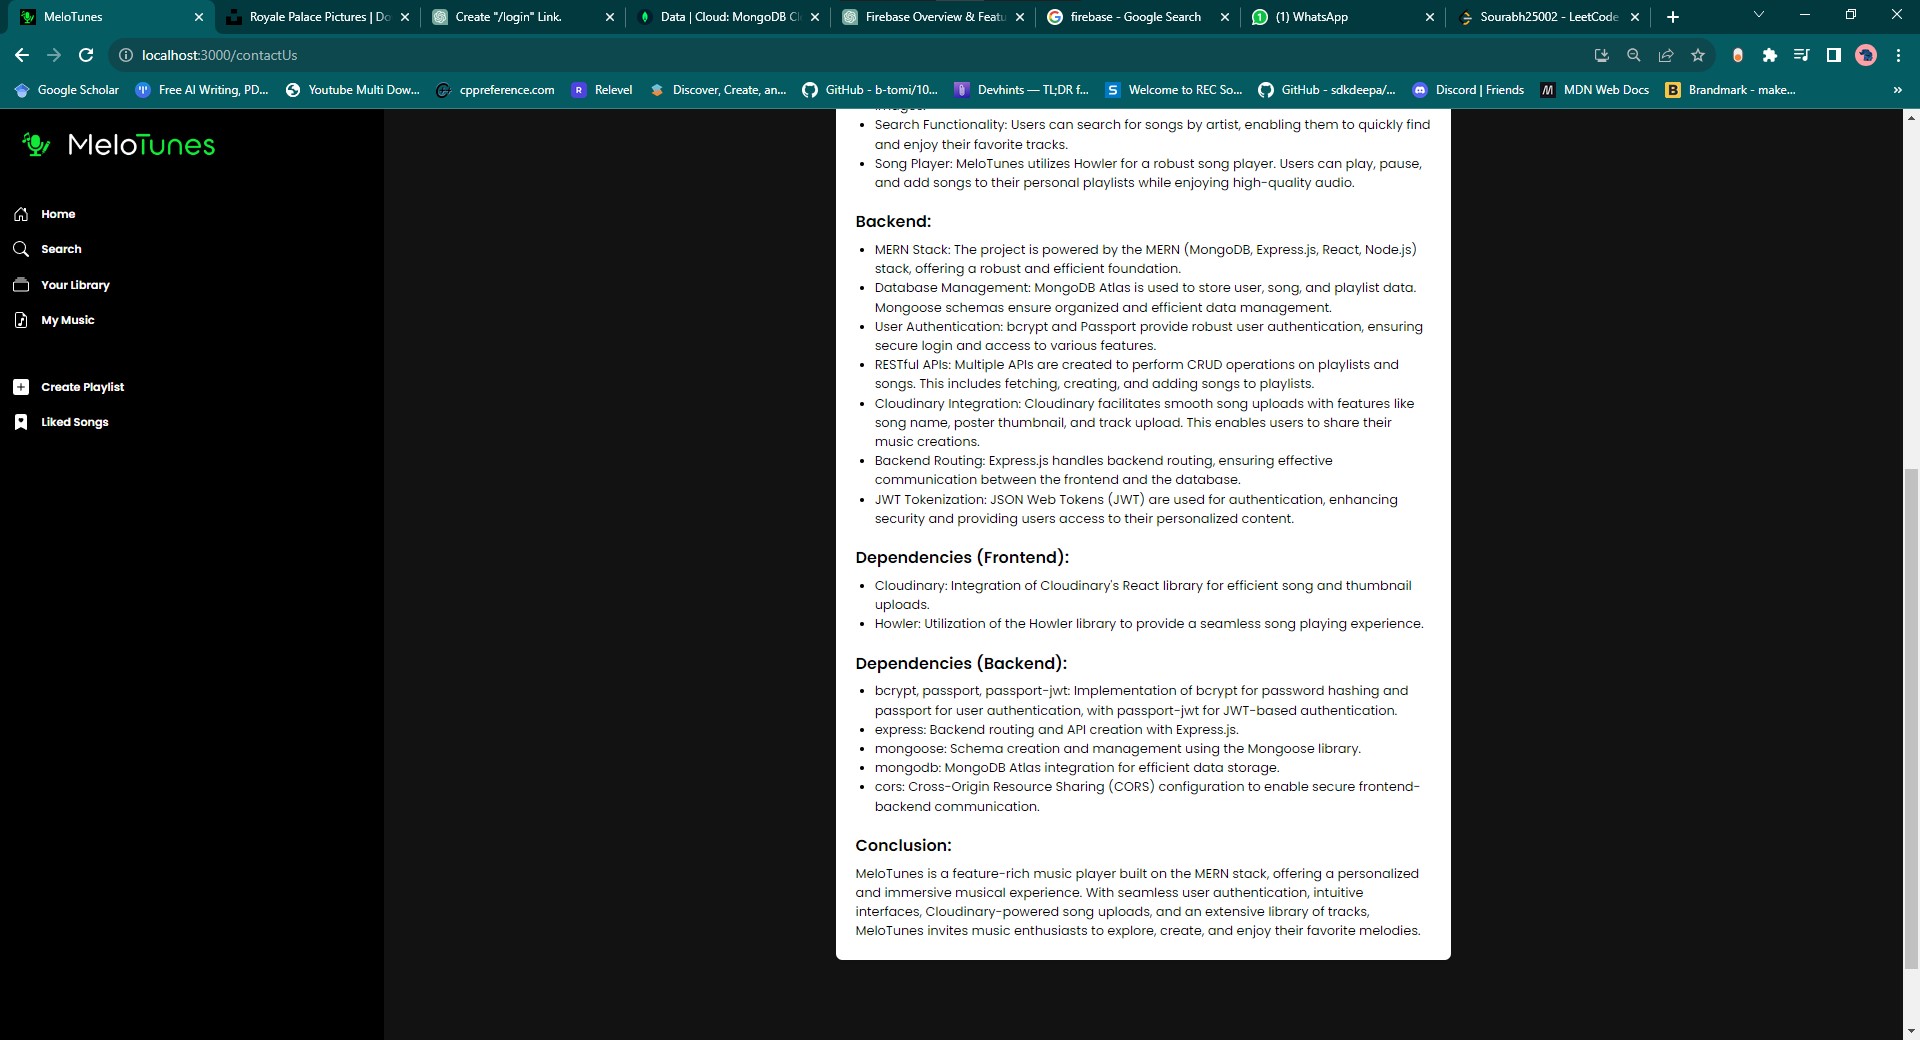 MeloTunes
Royale Palace Pictures | Do
Create "/login" Link.
Data | Cloud: MongoDB Cl
Firebase Overview & Featu
firebase - Google Search
(1) WhatsApp
Sourabh25002 - LeetCode
localhost:3000/contactUs
Google Scholar
Free AI Writing, PD...
Youtube Multi Dow...
cppreference.com
Relevel
Discover, Create, an...
GitHub - b-tomi/10...
Devhints — TL;DR f...
Welcome to REC So...
GitHub - sdkdeepa/...
Discord | Friends
MDN Web Docs
Brandmark - make...
»
MeloTunes
Home
Search
Your Library
My Music
Create Playlist
Liked Songs
images.
• Search Functionality: Users can search for songs by artist, enabling them to quickly find
and enjoy their favorite tracks.
• Song Player: MeloTunes utilizes Howler for a robust song player. Users can play, pause,
and add songs to their personal playlists while enjoying high-quality audio.
Backend:
• MERN Stack: The project is powered by the MERN (MongoDB, Express.js, React, Node.js)
stack, offering a robust and efficient foundation.
• Database Management: MongoDB Atlas is used to store user, song, and playlist data.
Mongoose schemas ensure organized and efficient data management.
• User Authentication: bcrypt and Passport provide robust user authentication, ensuring
secure login and access to various features.
• RESTful APIs: Multiple APIs are created to perform CRUD operations on playlists and
songs. This includes fetching, creating, and adding songs to playlists.
• Cloudinary Integration: Cloudinary facilitates smooth song uploads with features like
song name, poster thumbnail, and track upload. This enables users to share their
music creations.
• Backend Routing: Express.js handles backend routing, ensuring effective
communication between the frontend and the database.
• JWT Tokenization: JSON Web Tokens (JWT) are used for authentication, enhancing
security and providing users access to their personalized content.
Dependencies (Frontend):
• Cloudinary: Integration of Cloudinary's React library for efficient song and thumbnail
uploads.
• Howler: Utilization of the Howler library to provide a seamless song playing experience.
Dependencies (Backend):
• bcrypt, passport, passport-jwt: Implementation of bcrypt for password hashing and
passport for user authentication, with passport-jwt for JWT-based authentication.
• express: Backend routing and API creation with Express.js.
• mongoose: Schema creation and management using the Mongoose library.
• mongodb: MongoDB Atlas integration for efficient data storage.
• cors: Cross-Origin Resource Sharing (CORS) configuration to enable secure frontend-
backend communication.
Conclusion:
MeloTunes is a feature-rich music player built on the MERN stack, offering a personalized
and immersive musical experience. With seamless user authentication, intuitive
interfaces, Cloudinary-powered song uploads, and an extensive library of tracks,
MeloTunes invites music enthusiasts to explore, create, and enjoy their favorite melodies.